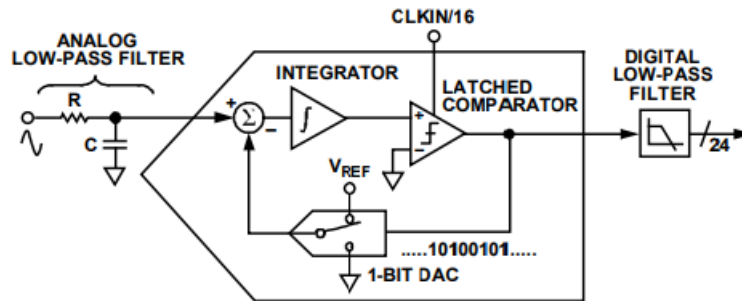 CLKIN/16
ANALOG
LOW-PASS FILTER
R
C
+
Σ
−
INTEGRATOR
∫
LATCHED
COMPARATOR
+
−
DIGITAL
LOW-PASS
FILTER
24
VREF
.....10100101.....
1-BIT DAC